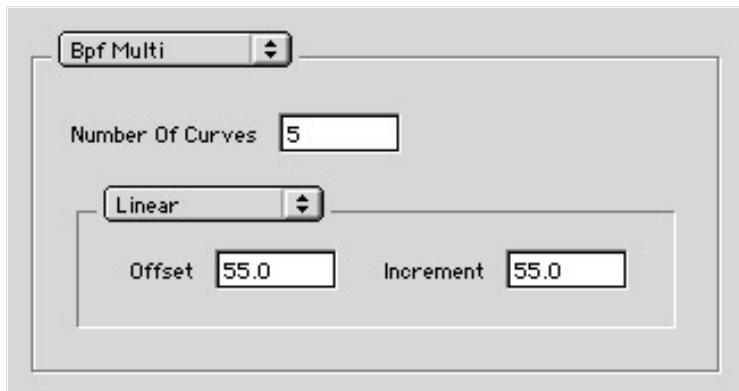 Bpf Multi
Number Of Curves 5
Linear
Offset 55.0 Increment 55.0